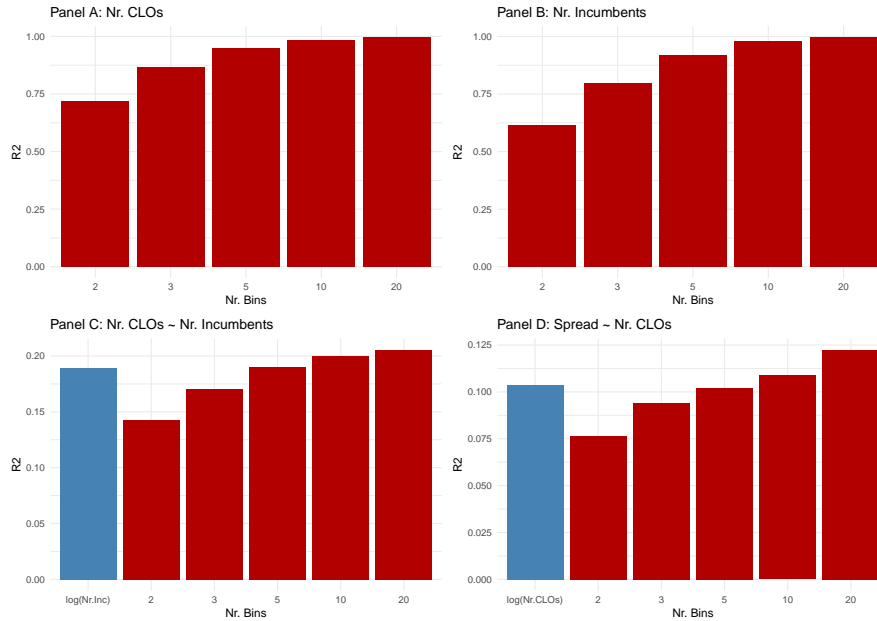 Panel A: Nr. CLOs
R2
1.00
0.75
0.50
0.25
0.00
2 3 5 10 20
Nr. Bins
Panel B: Nr. Incumbents
R2
1.00
0.75
0.50
0.25
0.00
2 3 5 10 20
Nr. Bins
Panel C: Nr. CLOs ~ Nr. Incumbents
R2
0.20
0.15
0.10
0.05
0.00
log(Nr.Inc) 2 3 5 10 20
Nr. Bins
Panel D: Spread ~ Nr. CLOs
R2
0.125
0.100
0.075
0.050
0.025
0.000
log(Nr.CLOs) 2 3 5 10 20
Nr. Bins